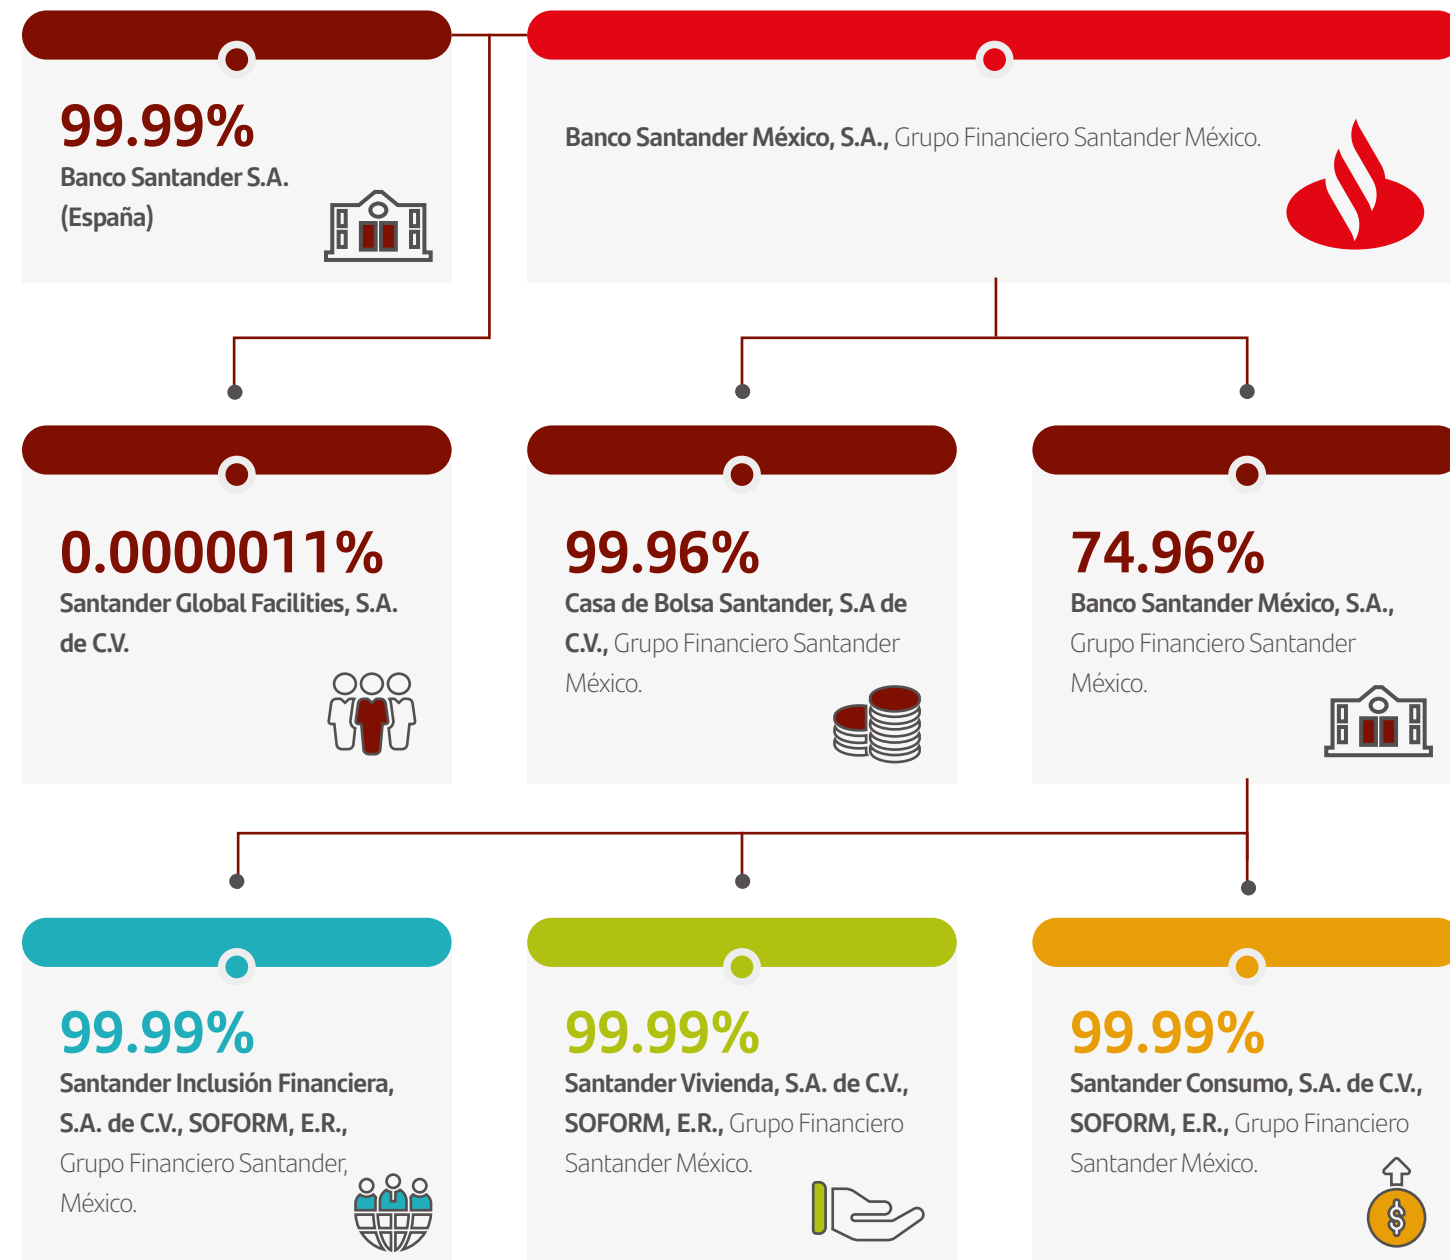 99.99%
Banco Santander S.A.
(España)
Banco Santander México, S.A., Grupo Financiero Santander México.
0.0000011%
Santander Global Facilities, S.A.
de C.V.
99.96%
Casa de Bolsa Santander, S.A de
C.V., Grupo Financiero Santander
México.
74.96%
Banco Santander México, S.A.,
Grupo Financiero Santander
México.
99.99%
Santander Inclusión Financiera,
S.A. de C.V., SOFORM, E.R.,
Grupo Financiero Santander,
México.
99.99%
Santander Vivienda, S.A. de C.V.,
SOFORM, E.R., Grupo Financiero
Santander México.
99.99%
Santander Consumo, S.A. de C.V.,
SOFORM, E.R., Grupo Financiero
Santander México.
$